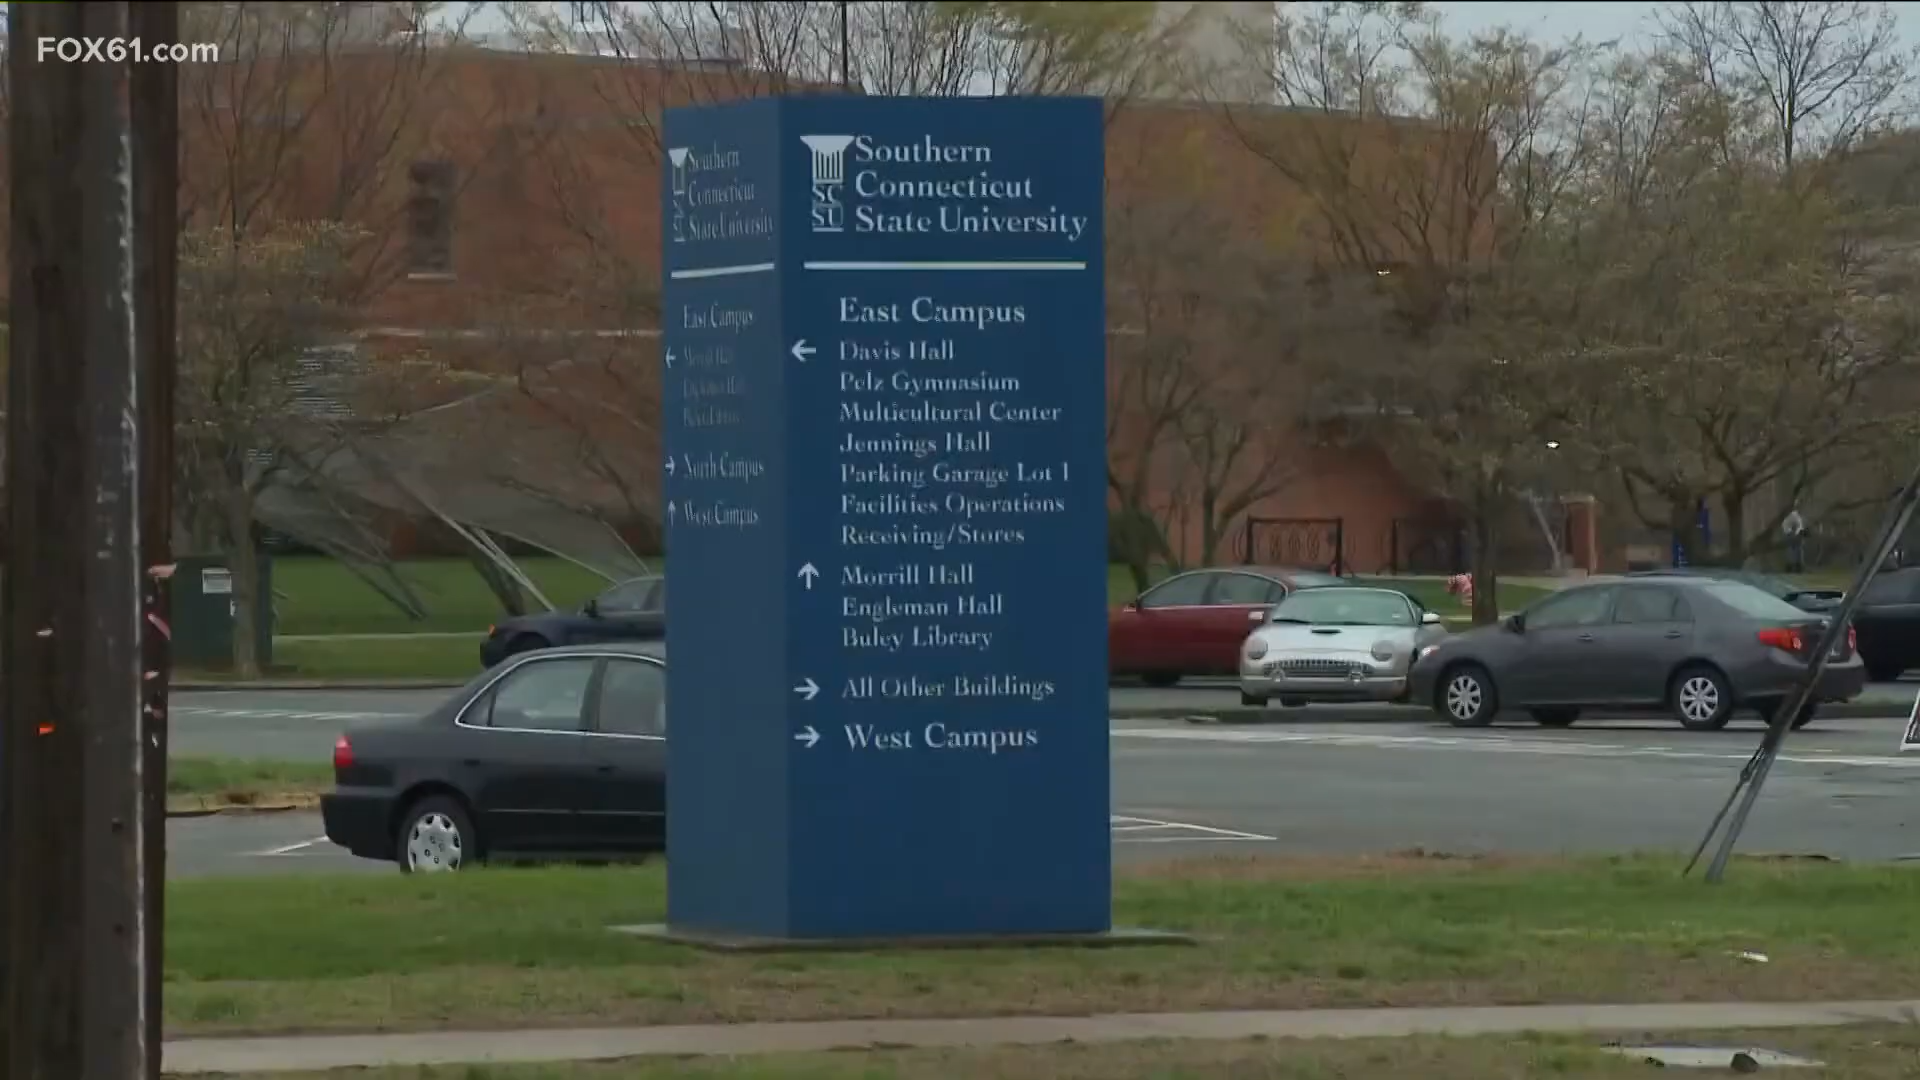 FOX61.com
Southern
Connecticut
State University
East Campus
North Campus
West Campus
SC
SU
Southern
Connecticut
State University
East Campus
← Davis Hall
Pelz Gymnasium
Multicultural Center
Jennings Hall
Parking Garage Lot 1
Facilities Operations
Receiving/Stores
↑ Morrill Hall
Engleman Hall
Buley Library
→ All Other Buildings
→ West Campus